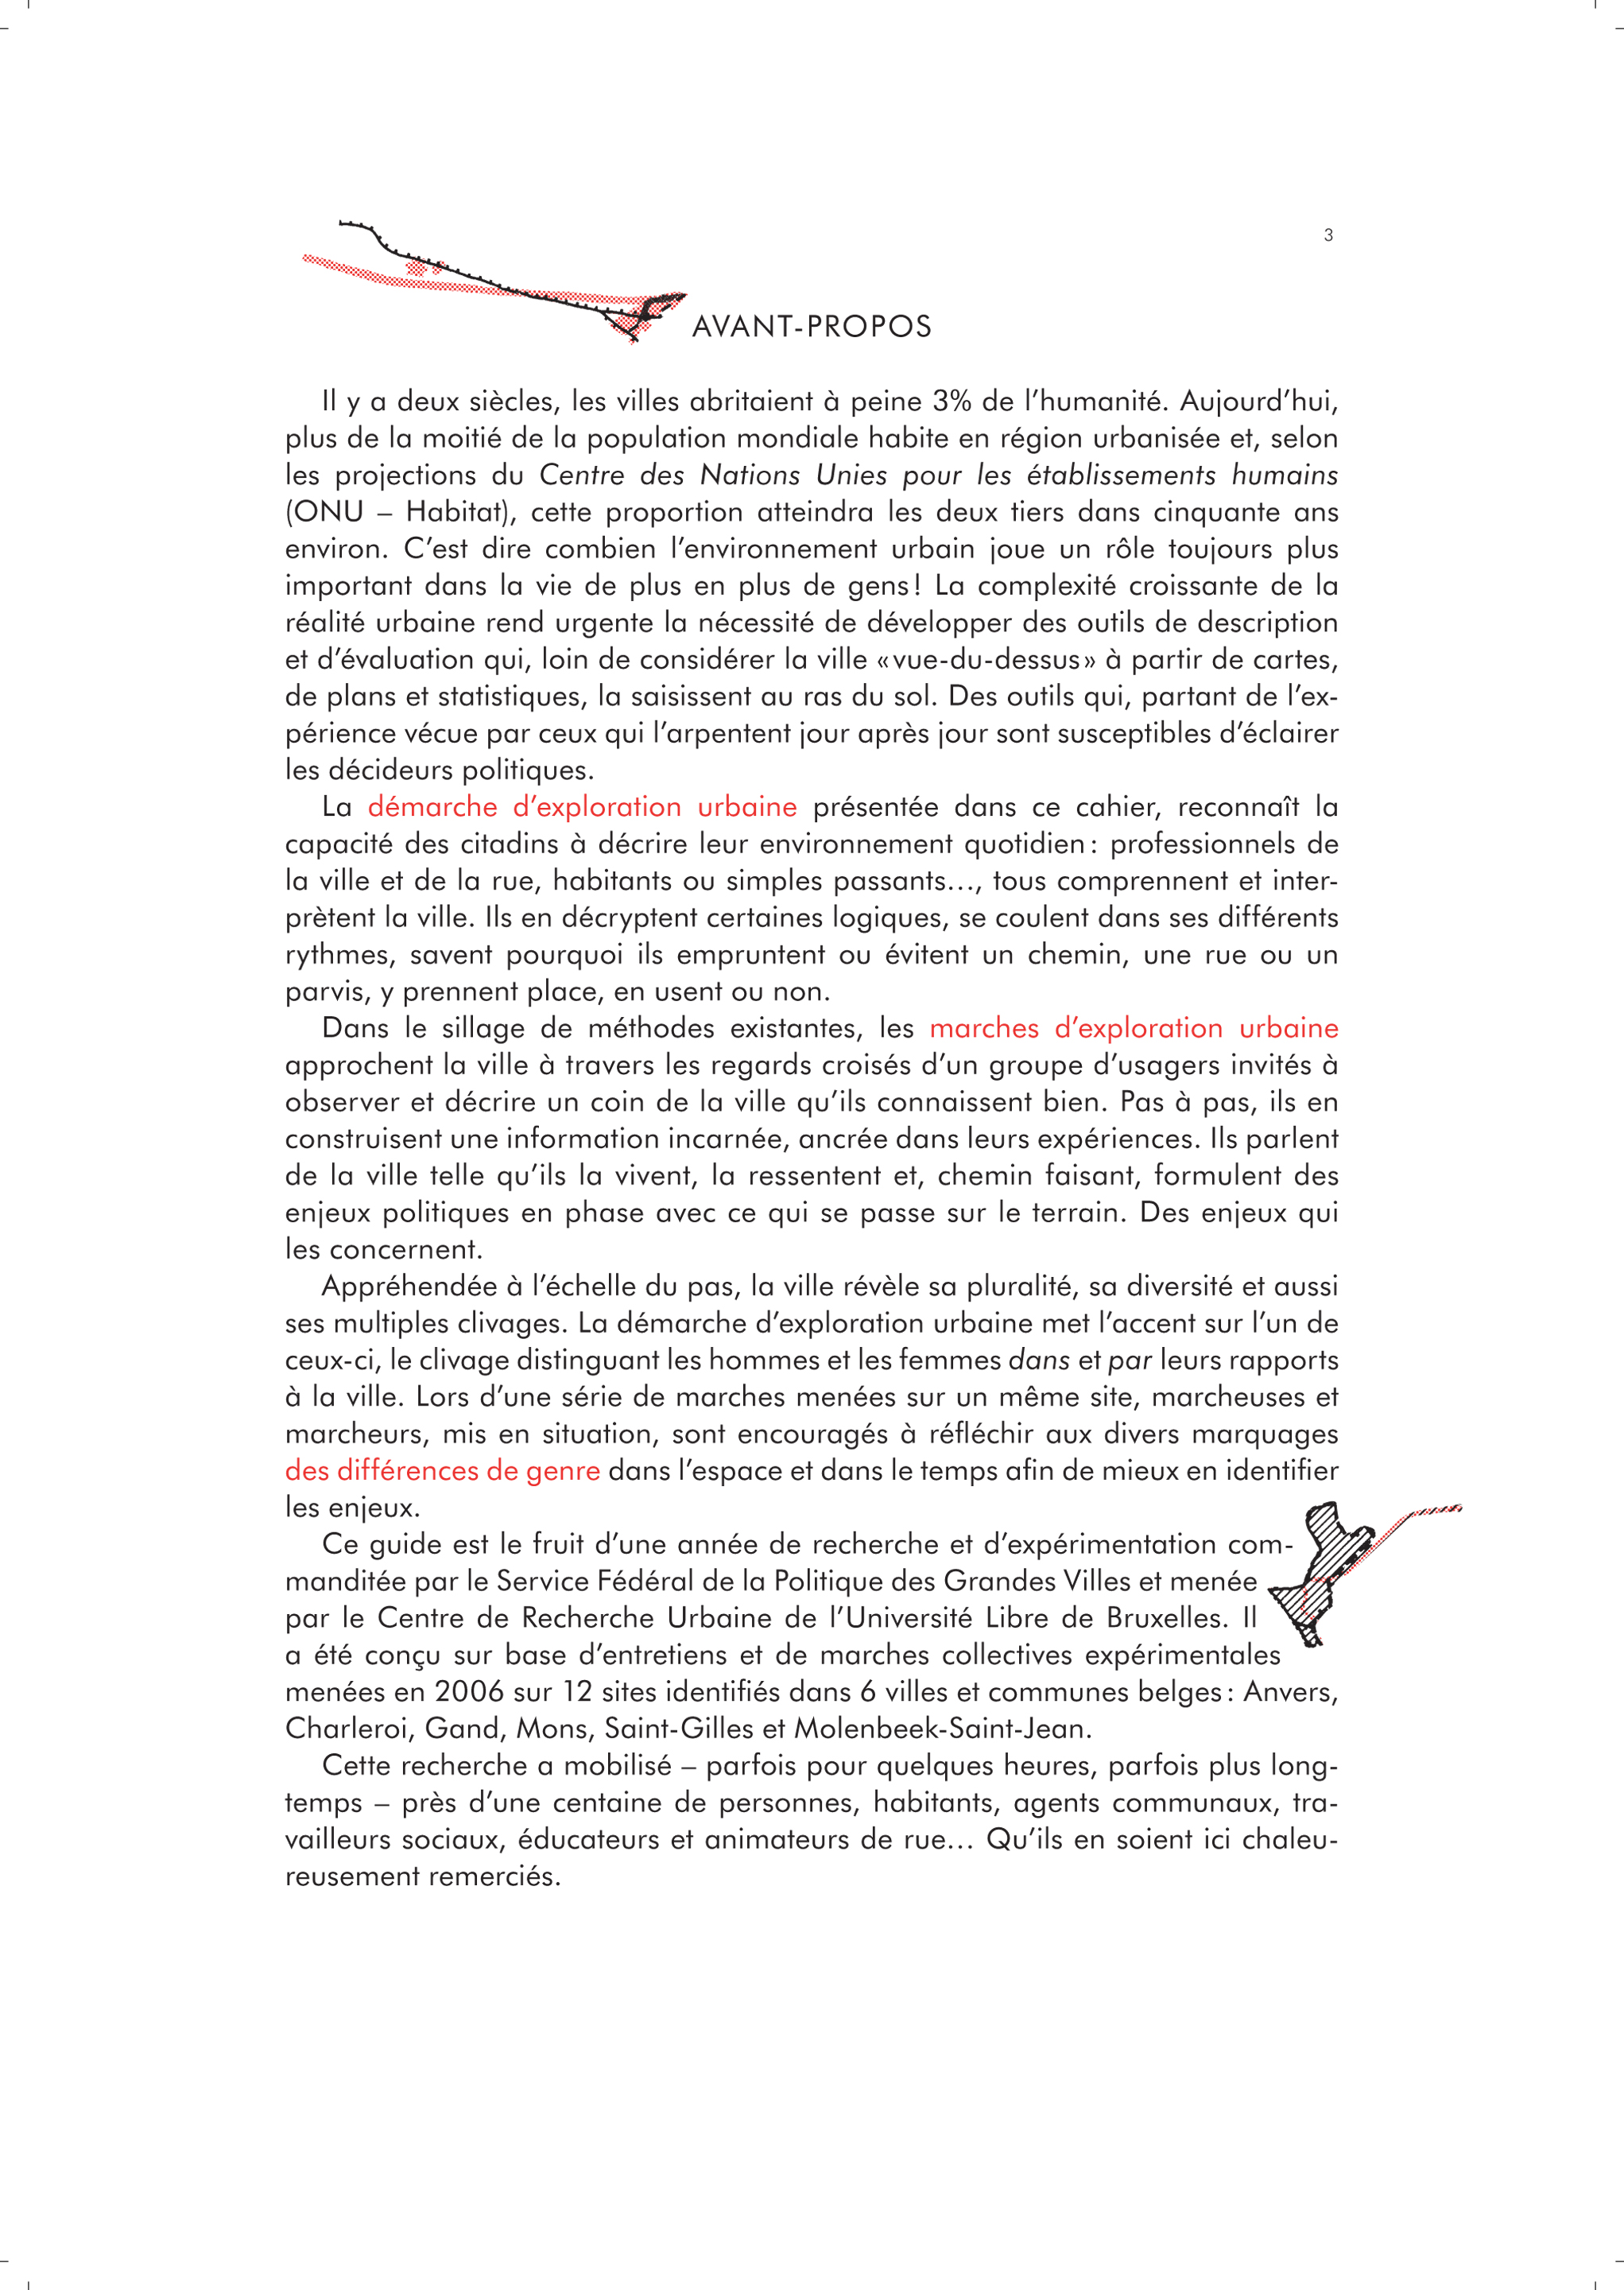 3
AVANT-PROPOS
Il y a deux siècles, les villes abritaient à peine 3% de l’humanité. Aujourd’hui,
plus de la moitié de la population mondiale habite en région urbanisée et, selon
les projections du Centre des Nations Unies pour les établissements humains
(ONU – Habitat), cette proportion atteindra les deux tiers dans cinquante ans
environ. C’est dire combien l’environnement urbain joue un rôle toujours plus
important dans la vie de plus en plus de gens! La complexité croissante de la
réalité urbaine rend urgente la nécessité de développer des outils de description
et d’évaluation qui, loin de considérer la ville «vue-du-dessus» à partir de cartes,
de plans et statistiques, la saisissent au ras du sol. Des outils qui, partant de l’ex-
périence vécue par ceux qui l’arpentent jour après jour sont susceptibles d’éclairer
les décideurs politiques.
La démarche d’exploration urbaine présentée dans ce cahier, reconnaît la
capacité des citadins à décrire leur environnement quotidien : professionnels de
la ville et de la rue, habitants ou simples passants…, tous comprennent et inter-
prètent la ville. Ils en décryptent certaines logiques, se coulent dans ses différents
rythmes, savent pourquoi ils empruntent ou évitent un chemin, une rue ou un
parvis, y prennent place, en usent ou non.
Dans le sillage de méthodes existantes, les marches d’exploration urbaine
approchent la ville à travers les regards croisés d’un groupe d’usagers invités à
observer et décrire un coin de la ville qu’ils connaissent bien. Pas à pas, ils en
construisent une information incarnée, ancrée dans leurs expériences. Ils parlent
de la ville telle qu’ils la vivent, la ressentent et, chemin faisant, formulent des
enjeux politiques en phase avec ce qui se passe sur le terrain. Des enjeux qui
les concernent.
Appréhendée à l’échelle du pas, la ville révèle sa pluralité, sa diversité et aussi
ses multiples clivages. La démarche d’exploration urbaine met l’accent sur l’un de
ceux-ci, le clivage distinguant les hommes et les femmes dans et par leurs rapports
à la ville. Lors d’une série de marches menées sur un même site, marcheuses et
marcheurs, mis en situation, sont encouragés à réfléchir aux divers marquages
des différences de genre dans l’espace et dans le temps afin de mieux en identifier
les enjeux.
Ce guide est le fruit d’une année de recherche et d’expérimentation com-
manditée par le Service Fédéral de la Politique des Grandes Villes et menée
par le Centre de Recherche Urbaine de l’Université Libre de Bruxelles. Il
a été conçu sur base d’entretiens et de marches collectives expérimentales
menées en 2006 sur 12 sites identifiés dans 6 villes et communes belges : Anvers,
Charleroi, Gand, Mons, Saint-Gilles et Molenbeek-Saint-Jean.
Cette recherche a mobilisé – parfois pour quelques heures, parfois plus long-
temps – près d’une centaine de personnes, habitants, agents communaux, tra-
vailleurs sociaux, éducateurs et animateurs de rue… Qu’ils en soient ici chaleu-
reusement remerciés.